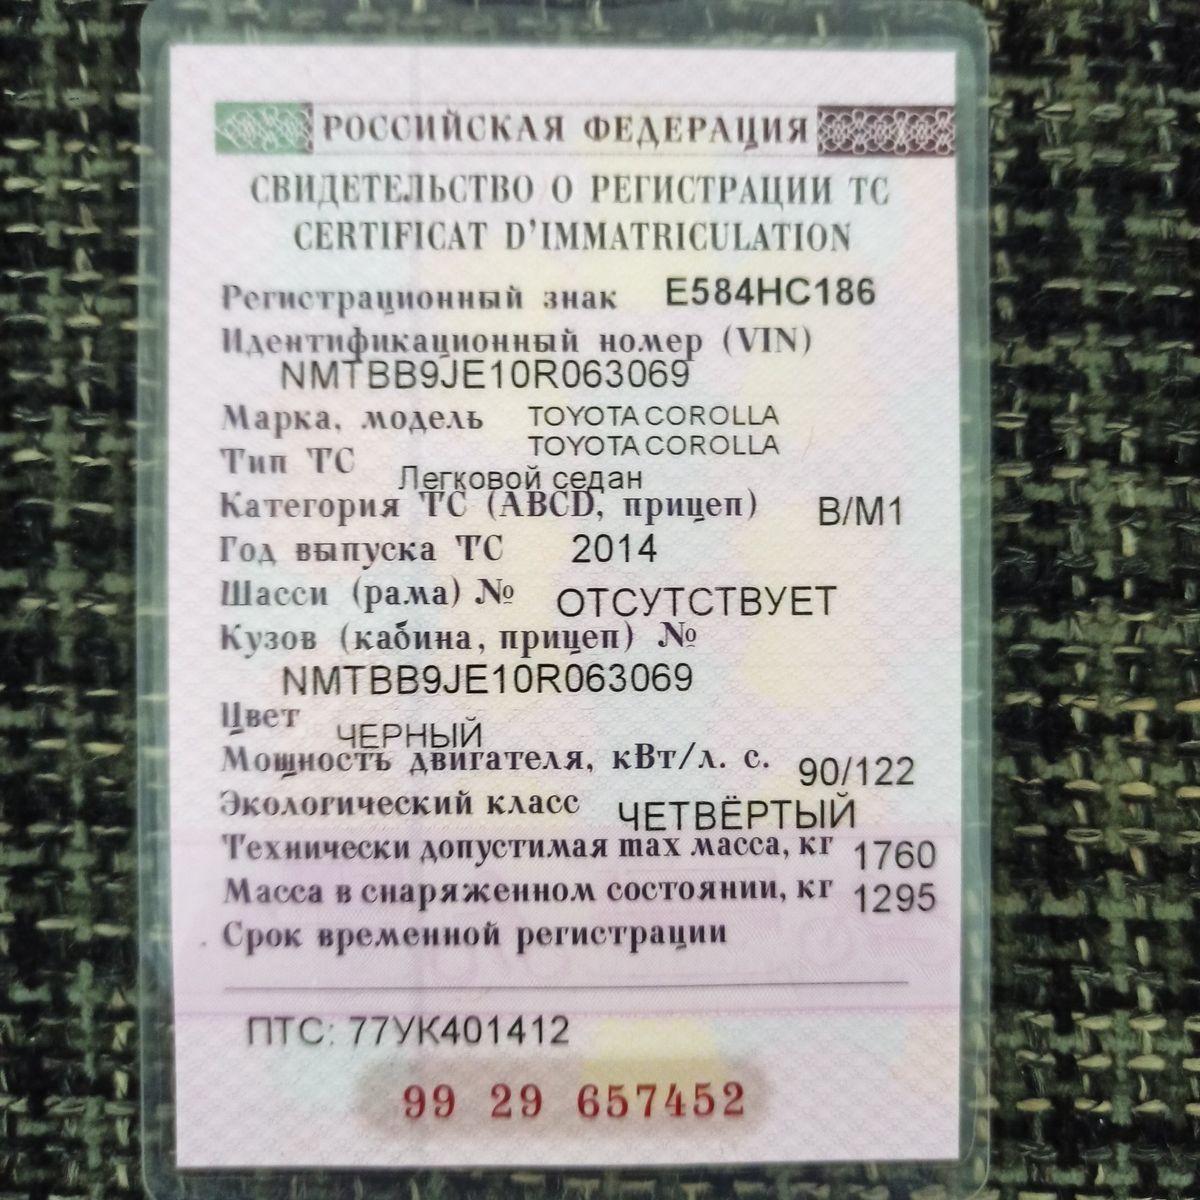 РОССИЙСКАЯ ФЕДЕРАЦИЯ
СВИДЕТЕЛЬСТВО О РЕГИСТРАЦИИ ТС
CERTIFICAT D'IMMATRICULATION
Регистрационный знак Е584НС186
Идентификационный номер (VIN)
NMTBB9JE10R063069
Марка, модель TOYOTA COROLLA
TOYOTA COROLLA
Тип ТС Легковой седан
Категория ТС (ABCD, прицеп) B/M1
Год выпуска ТС 2014
Шасси (рама) № ОТСУТСТВУЕТ
Кузов (кабина, прицеп) №
NMTBB9JE10R063069
Цвет ЧЕРНЫЙ
Мощность двигателя, кВт/л. с. 90/122
Экологический класс ЧЕТВЁРТЫЙ
Технически допустимая max масса, кг 1760
Масса в снаряженном состоянии, кг 1295
Срок временной регистрации
ПТС: 77УК401412
99 29 657452